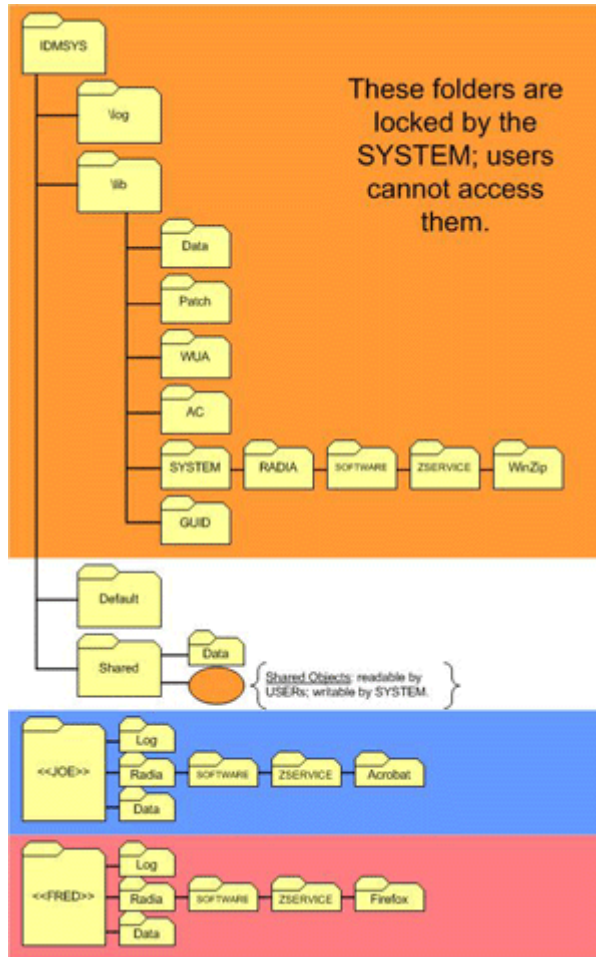 IDMSYS
These folders are
locked by the
SYSTEM; users
cannot access
them.
\log
\lib
Data
Patch
WUA
AC
SYSTEM
RADIA
SOFTWARE
ZSERVICE
WinZip
GUID
Default
Shared
Data
Shared Objects: readable by
USERs; writable by SYSTEM.
<<JOE>>
Log
Radia
SOFTWARE
ZSERVICE
Acrobat
Data
<<FRED>>
Log
Radia
SOFTWARE
ZSERVICE
Firefox
Data